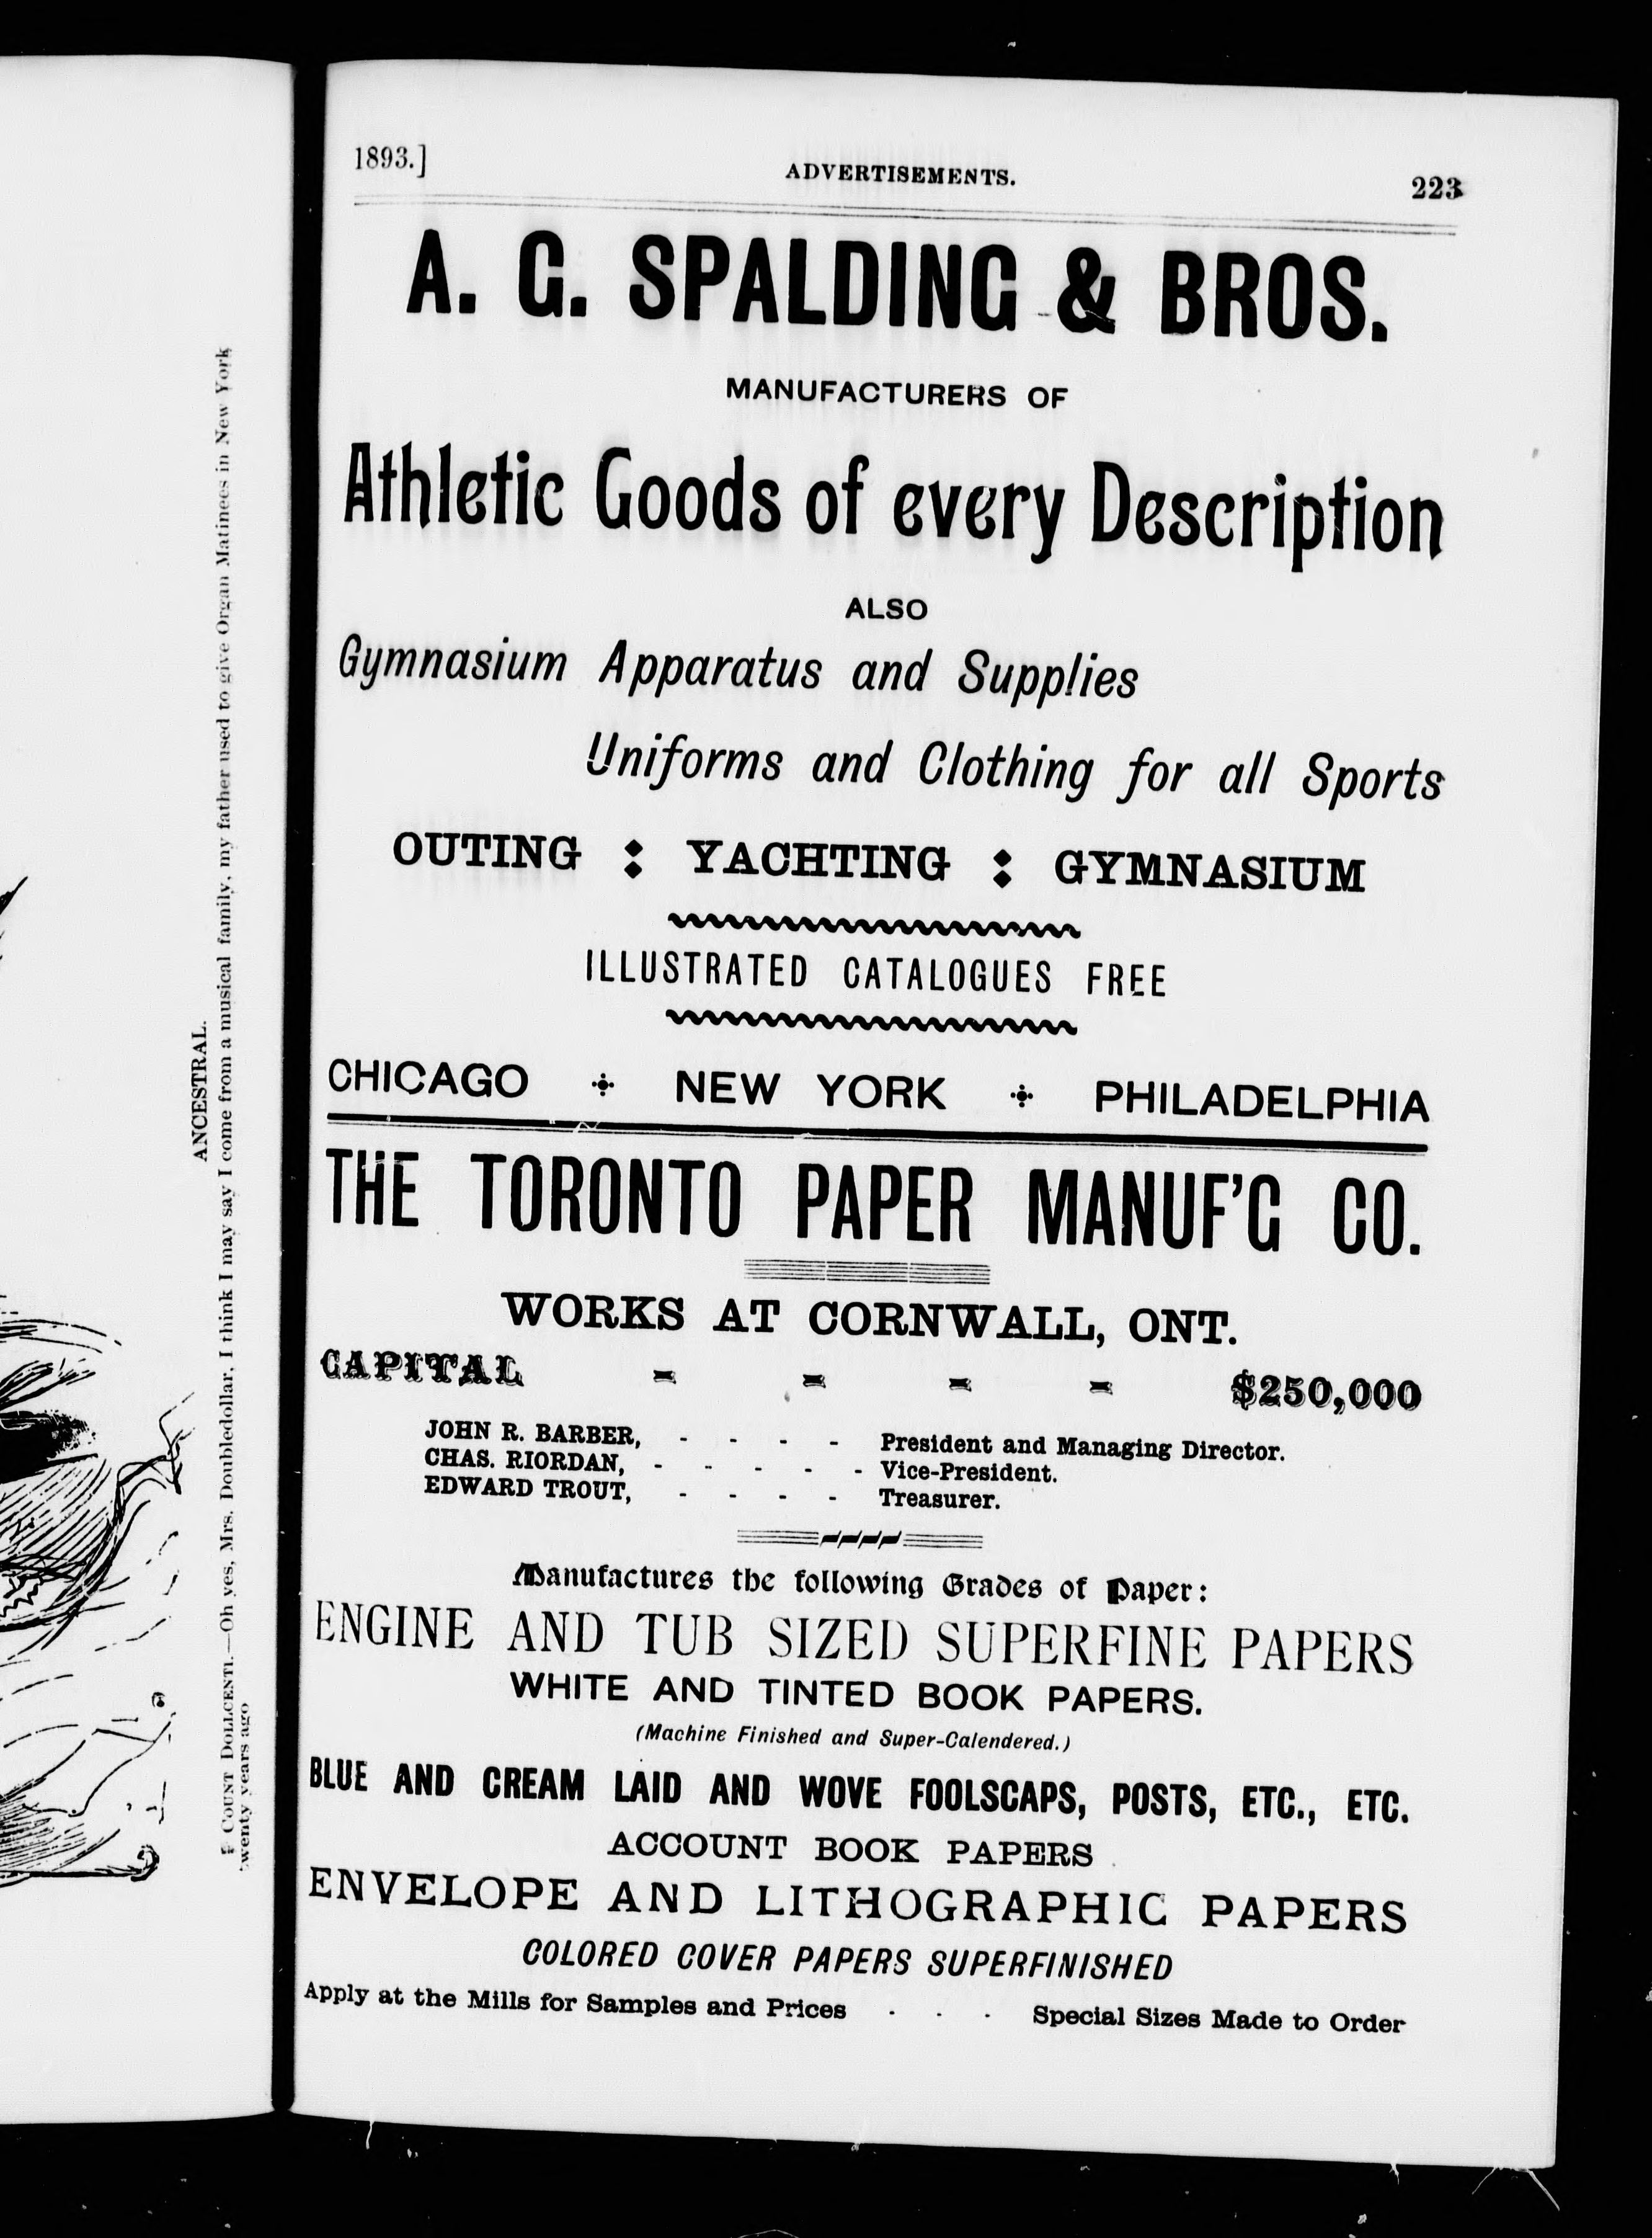 ANCESTRAL.
COUNT DOLLCENTI.—Oh yes, Mrs. Doubledollar, I think I may say I come from a musical family, my father used to give Organ Matinees in New York
twenty years ago
1893.]
ADVERTISEMENTS.
223
A. G. SPALDING & BROS.
MANUFACTURERS OF
Athletic Goods of every Description
ALSO
Gymnasium Apparatus and Supplies
Uniforms and Clothing for all Sports
OUTING : YACHTING : GYMNASIUM
ILLUSTRATED CATALOGUES FREE
CHICAGO NEW YORK PHILADELPHIA
THE TORONTO PAPER MANUF'G CO.
WORKS AT CORNWALL, ONT.
CAPITAL - - - - $250,000
JOHN R. BARBER, - - - - President and Managing Director.
CHAS. RIORDAN, - - - - - Vice-President.
EDWARD TROUT, - - - - Treasurer.
Manufactures the following Grades of Paper:
ENGINE AND TUB SIZED SUPERFINE PAPERS
WHITE AND TINTED BOOK PAPERS.
(Machine Finished and Super-Calendered.)
BLUE AND CREAM LAID AND WOVE FOOLSCAPS, POSTS, ETC., ETC.
ACCOUNT BOOK PAPERS
ENVELOPE AND LITHOGRAPHIC PAPERS
COLORED COVER PAPERS SUPERFINISHED
Apply at the Mills for Samples and Prices . . . Special Sizes Made to Order